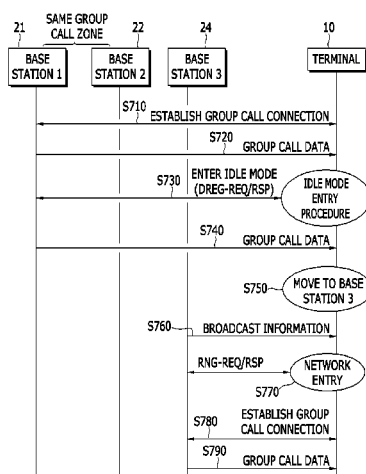 SAME GROUP
CALL ZONE
21
22
24
10
BASE
STATION 1
BASE
STATION 2
BASE
STATION 3
TERMINAL
S710
ESTABLISH GROUP CALL CONNECTION
S720
GROUP CALL DATA
S730
ENTER IDLE MODE
(DREG-REQ/RSP)
IDLE MODE
ENTRY
PROCEDURE
S740
GROUP CALL DATA
S750
MOVE TO BASE
STATION 3
S760
BROADCAST INFORMATION
RNG-REQ/RSP
NETWORK
ENTRY
S770
ESTABLISH GROUP
CALL CONNECTION
S780
S790
GROUP CALL DATA